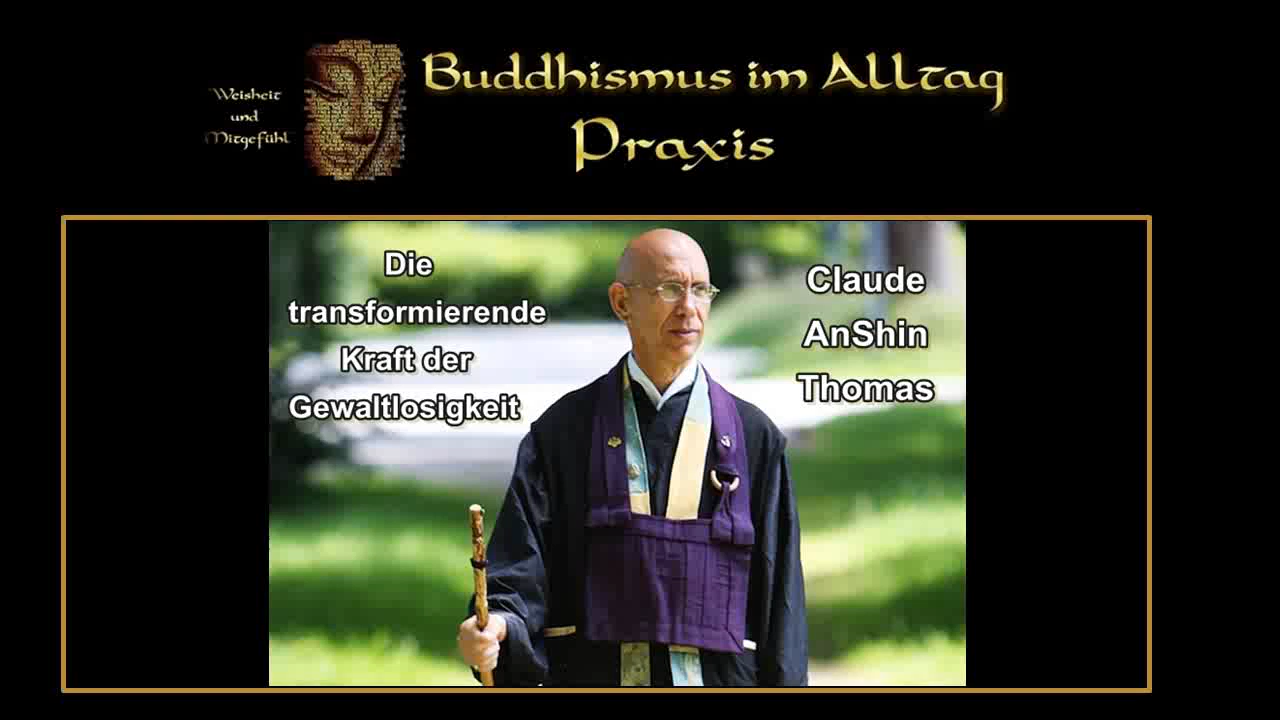 Buddhismus im Alltag
Praxis
Weisheit
und
Mitgefühl
Die
transformierende
Kraft der
Gewaltlosigkeit
Claude
AnShin
Thomas